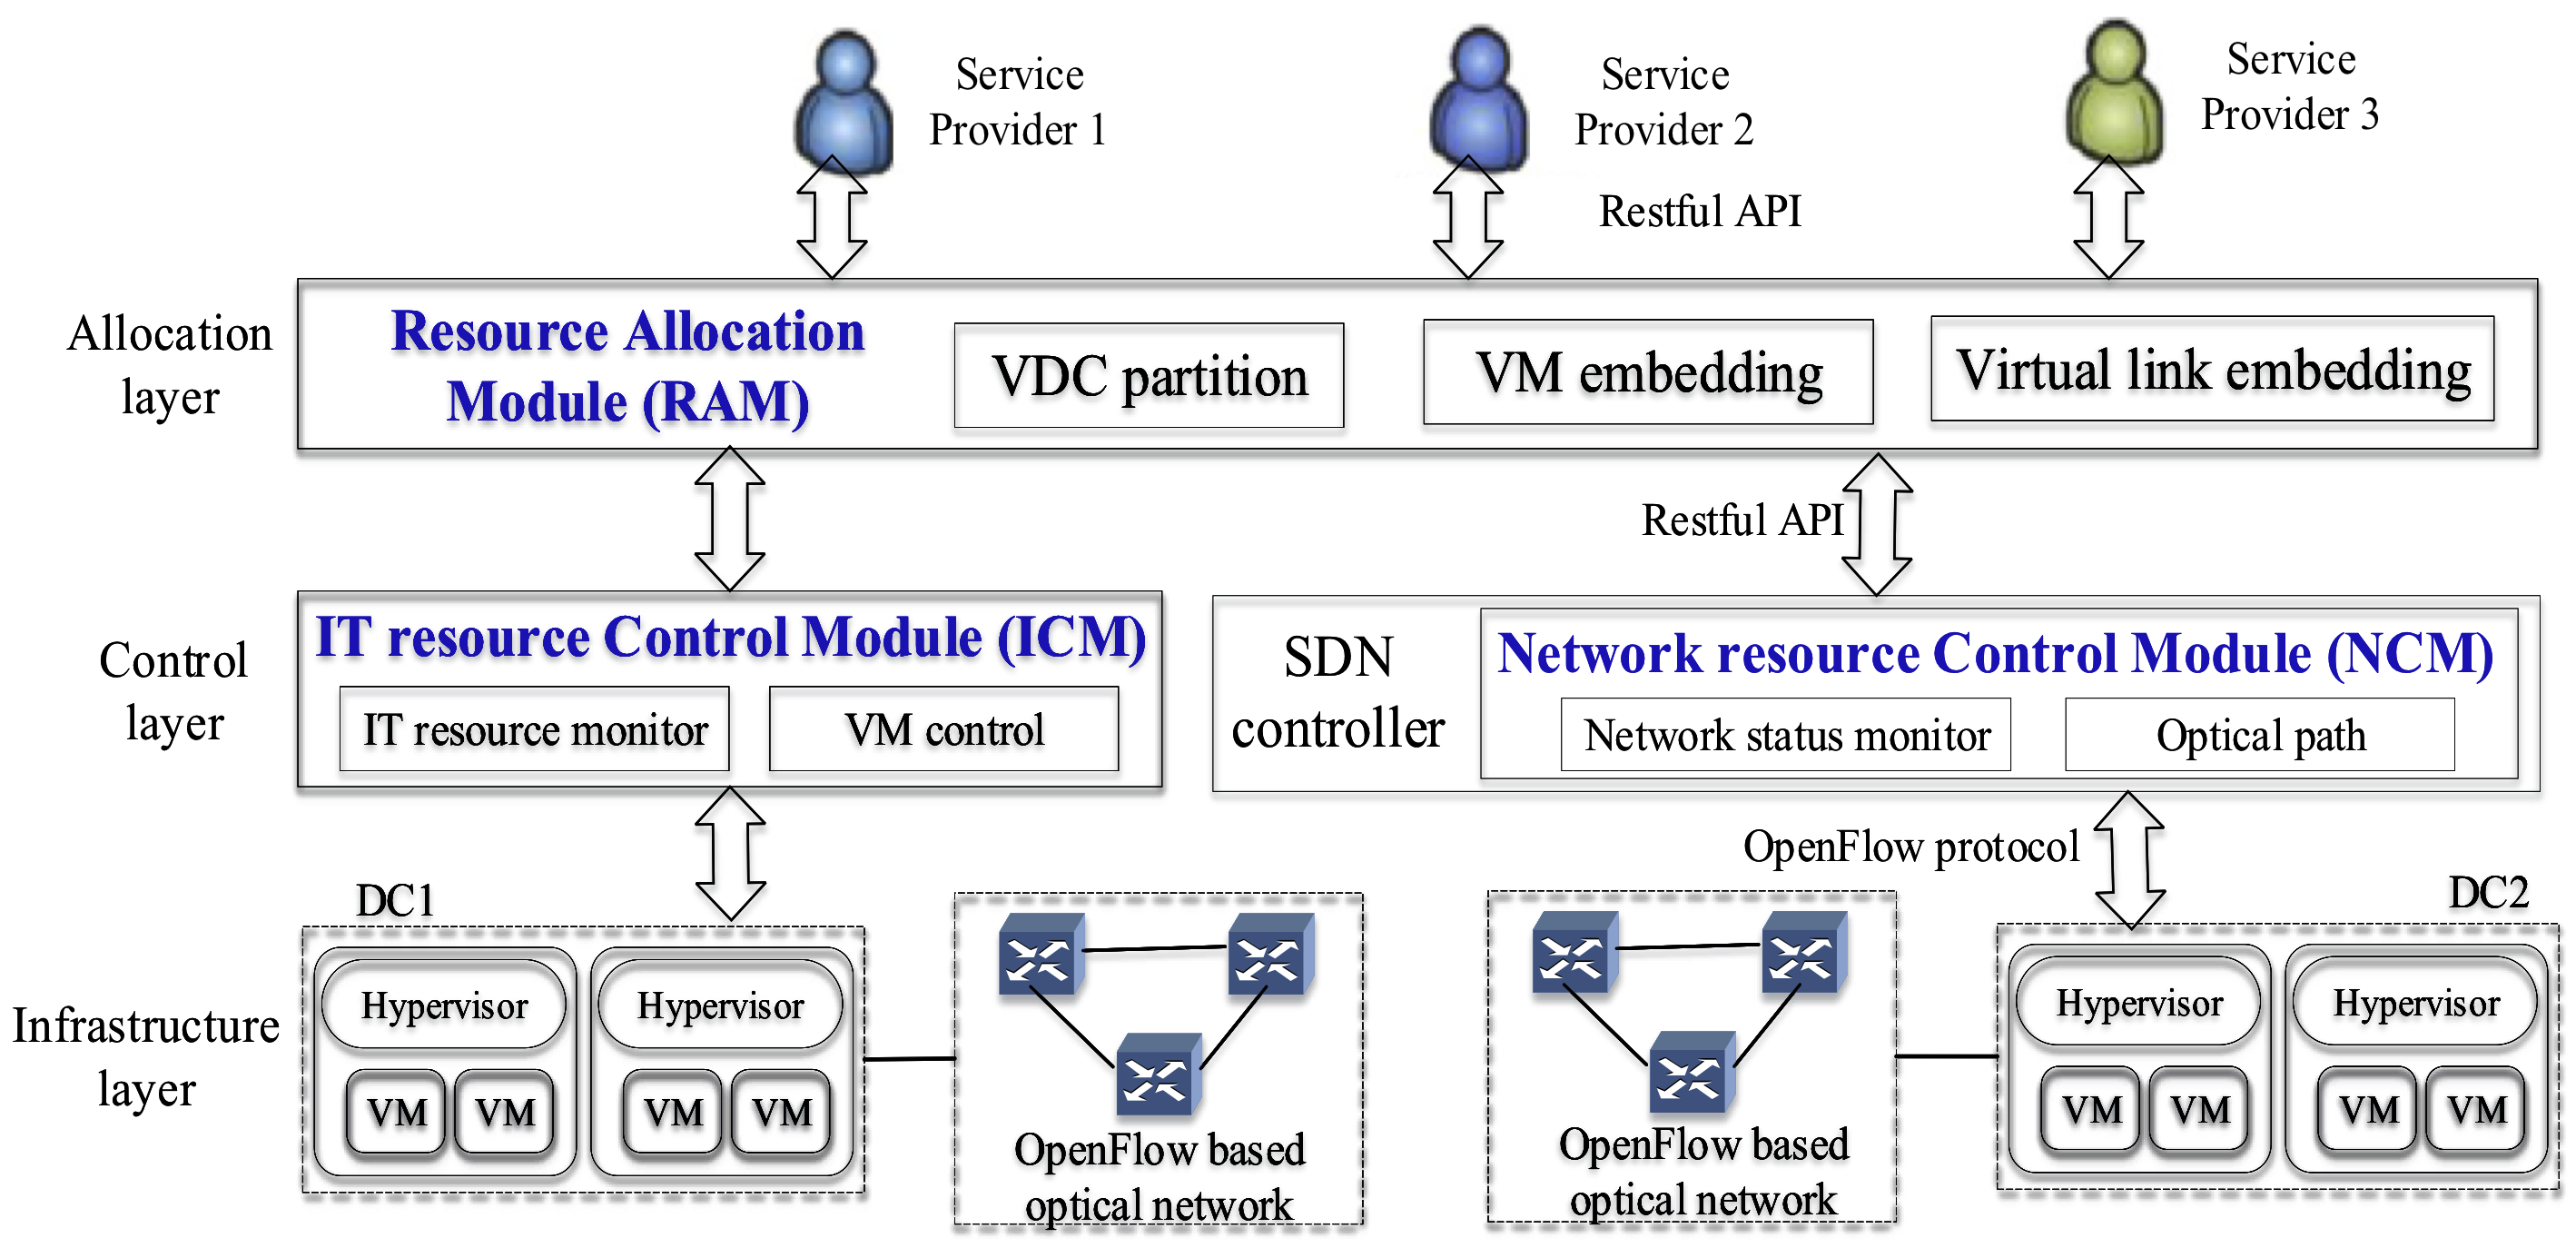 Service
Provider 1
Service
Provider 2
Service
Provider 3
Restful API
Allocation
layer
Resource Allocation
Module (RAM)
VDC partition
VM embedding
Virtual link embedding
Restful API
Control
layer
IT resource Control Module (ICM)
IT resource monitor
VM control
SDN
controller
Network resource Control Module (NCM)
Network status monitor
Optical path
OpenFlow protocol
Infrastructure
layer
DC1
Hypervisor
VM
VM
Hypervisor
VM
VM
OpenFlow based
optical network
OpenFlow based
optical network
DC2
Hypervisor
VM
VM
Hypervisor
VM
VM